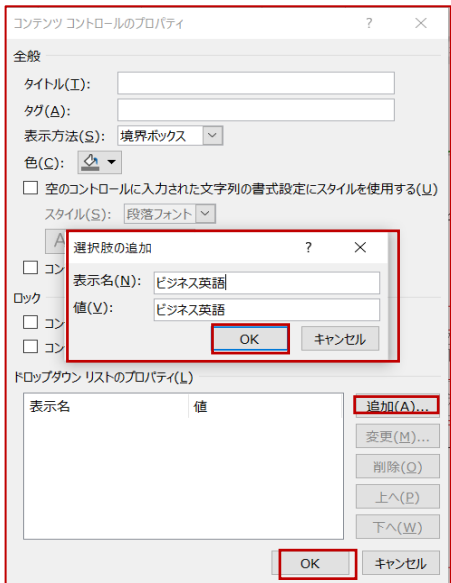 コンテンツ コントロールのプロパティ ? ×
全般
タイトル(T):
タグ(A):
表示方法(S): 境界ボックス
色(C):
空のコントロールに入力された文字列の書式設定にスタイルを使用する(U)
スタイル(S): 段落フォント
A
選択肢の追加 ? ×
コン
表示名(N): ビジネス英語
ロック
値(V): ビジネス英語
コン
OK キャンセル
コン
ドロップダウン リストのプロパティ(L)
表示名 値 追加(A)...
変更(M)...
削除(O)
上へ(P)
下へ(W)
OK キャンセル